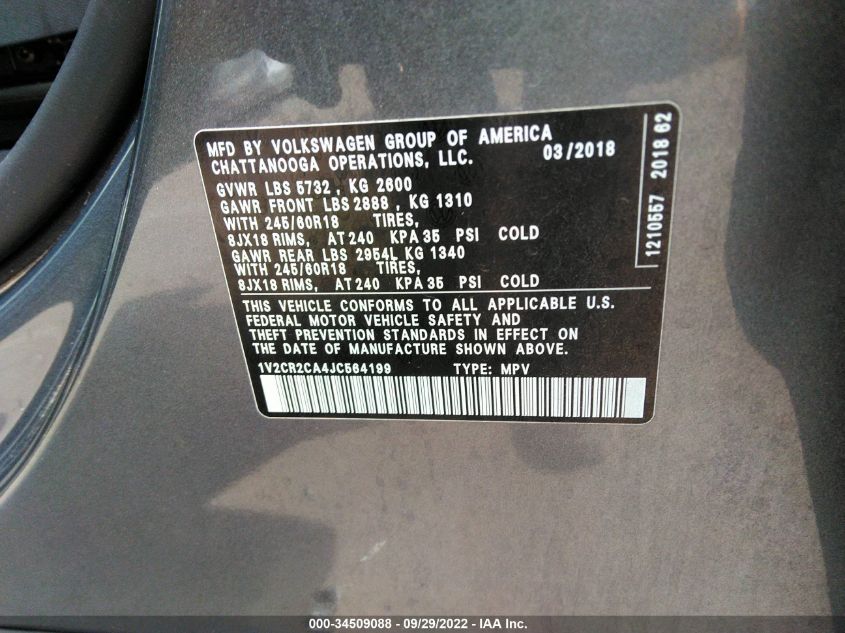 MFD BY VOLKSWAGEN GROUP OF AMERICA
CHATTANOOGA OPERATIONS, LLC. 03/2018
GVWR LBS 5732 , KG 2600
GAWR FRONT LBS 2888 , KG 1310
WITH 245/60R18 TIRES,
8JX18 RIMS, AT 240 KPA 35 PSI COLD
GAWR REAR LBS 2954L KG 1340
WITH 245/60R18 TIRES,
8JX18 RIMS, AT 240 KPA 35 PSI COLD
THIS VEHICLE CONFORMS TO ALL APPLICABLE U.S.
FEDERAL MOTOR VEHICLE SAFETY AND
THEFT PREVENTION STANDARDS IN EFFECT ON
THE DATE OF MANUFACTURE SHOWN ABOVE.
1V2CR2CA4JC564199 TYPE: MPV
1210557 2018 62
000-34509088 - 09/29/2022 - IAA Inc.